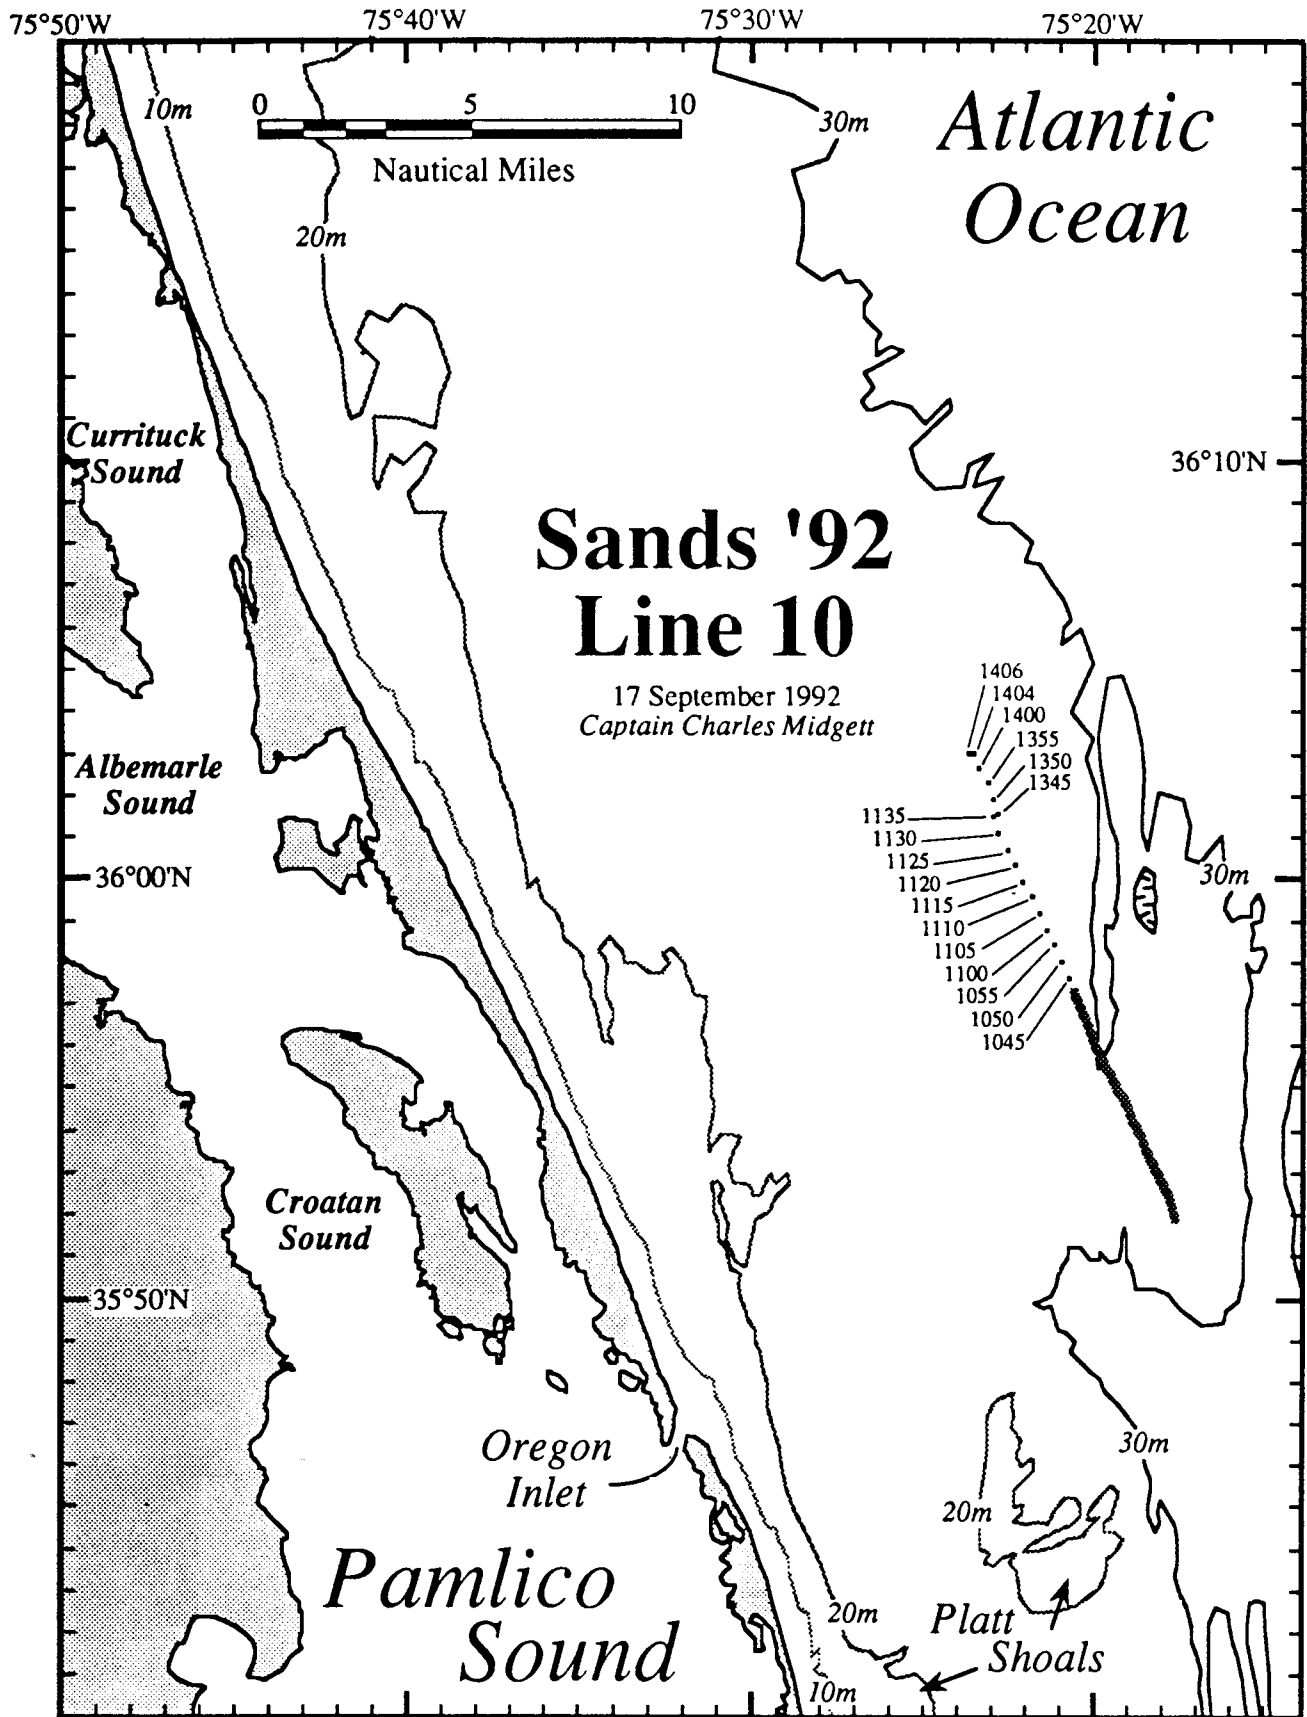 75°50'W
75°40'W
75°30'W
75°20'W
10m
0
5
10
Nautical Miles
20m
30m
Atlantic
Ocean
Currituck
Sound
36°10'N
Sands '92
Line 10
17 September 1992
Captain Charles Midgett
1406
1404
1400
1355
1350
1345
1135
1130
1125
1120
1115
1110
1105
1100
1055
1050
1045
Albemarle
Sound
36°00'N
30m
Croatan
Sound
35°50'N
Oregon
Inlet
30m
20m
Pamlico
Sound
20m
Platt
Shoals
10m